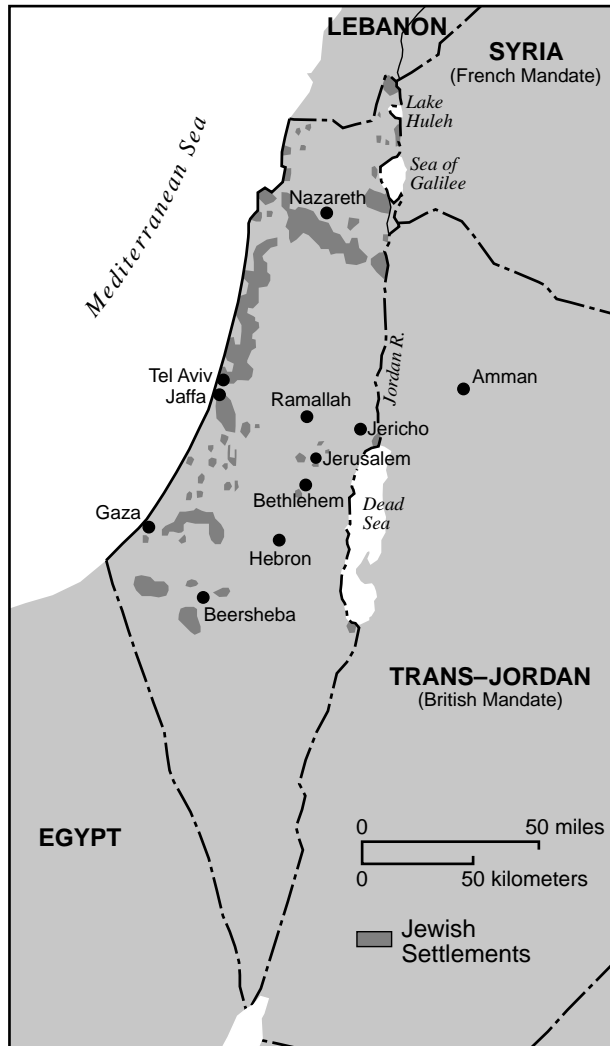 LEBANON
SYRIA
(French Mandate)
Lake
Huleh
Sea of
Galilee
Mediterranean Sea
Nazareth
Tel Aviv
Jaffa
Ramallah
Jordan R.
Amman
Jericho
Jerusalem
Bethlehem
Dead
Sea
Gaza
Hebron
Beersheba
TRANS–JORDAN
(British Mandate)
EGYPT
0 50 miles
0 50 kilometers
Jewish
Settlements